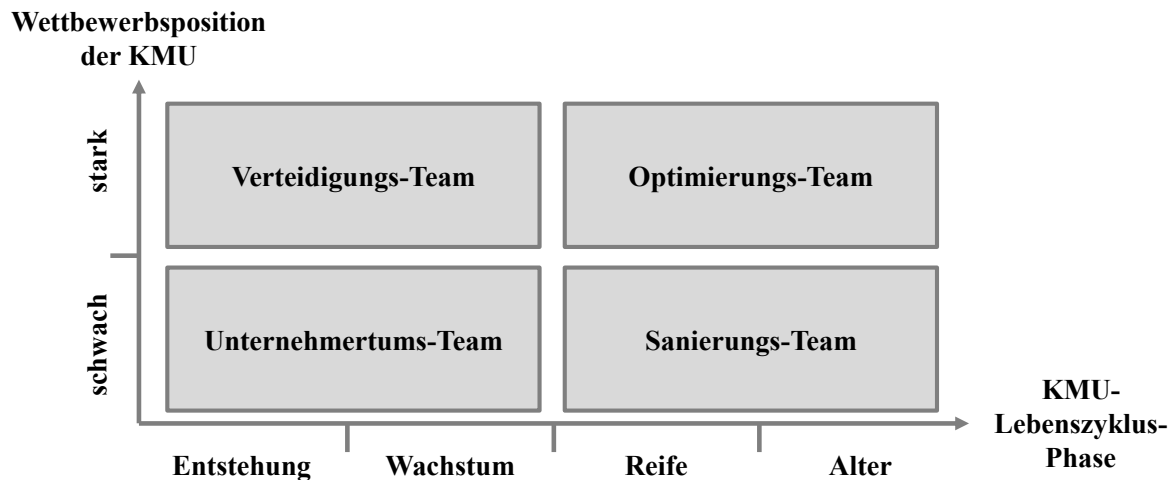 Wettbewerbsposition
der KMU
stark
Verteidigungs-Team
Optimierungs-Team
schwach
Unternehmertums-Team
Sanierungs-Team
KMU-
Lebenszyklus-
Phase
Entstehung
Wachstum
Reife
Alter